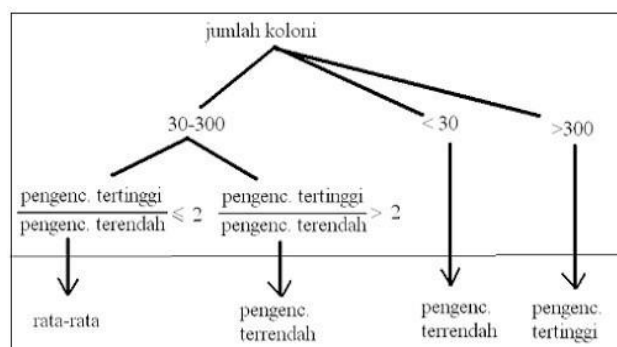 jumlah koloni
30-300
< 30
>300
pengenc. tertinggi
pengenc. terendah
⩽ 2
pengenc. tertinggi
pengenc. terendah
> 2
rata-rata
pengenc.
terrendah
pengenc.
terrendah
pengenc.
tertinggi